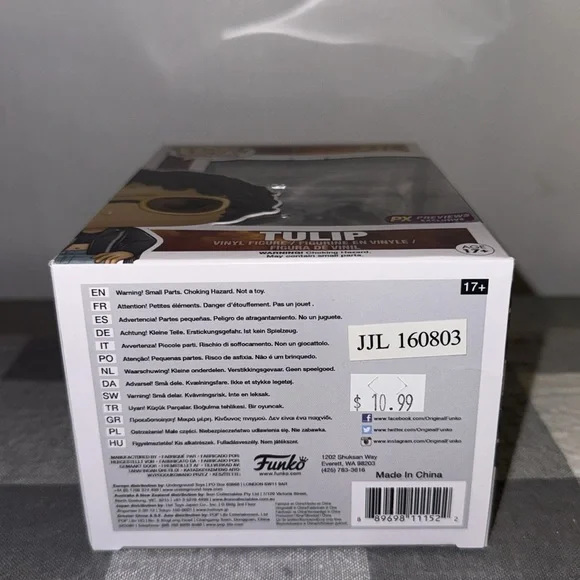 PX PREVIEWS
EXCLUSIVE
TULIP
VINYL FIGURE / FIGURINE EN VINYLE /
FIGURA DE VINIL
AGE
17+
WARNING: Choking Hazard.
May contain small parts.
17+
EN Warning! Small Parts. Choking Hazard. Not a toy.
FR Attention! Petites éléments. Danger d'étouffement. Pas un jouet.
ES Advertencia! Partes pequeñas. Peligro de atragantamiento. No un juguete.
DE Achtung! Kleine Teile. Erstickungsgefahr. Ist kein Spielzeug.
IT Avvertenza! Piccole parti. Rischio di soffocamento. Non un giocattolo.
PO Atenção! Pequenas partes. Risco de asfixia. Não é um brinquedo.
NL Waarschuwing! Kleine onderdelen. Verstikkingsgevaar. Geen speelgoed.
DA Advarsel! Små dele. Kvælningsfare. Ikke et stykke legetøj.
SW Varning! Små delar. Kvävningsrisk. Inte en leksak.
TR Uyarı! Küçük Parçalar. Boğulma tehlikesi. Bir oyuncak.
GR Προειδοποίηση! Μικρά μέρη. Κίνδυνος πνιγμού. Δεν είναι ένα παιχνίδι.
PL Ostrzeżenie! Małe części. Niebezpieczeństwo udławienia się. Nie zabawka.
HU Figyelmeztetés! Kis alkatrészek. Fulladásveszély. Nem játékszer.
JJL 160803
$ 10.99
www.facebook.com/OriginalFunko
www.twitter.com/OriginalFunko
www.instagram.com/OriginalFunko
MANUFACTURED BY • FABRIQUÉ PAR • FABRICADO POR
Funko
www.funko.com
1202 Shuksan Way
Everett, WA 98203
(425) 783-3616
Made In China
8 89698 11152 2